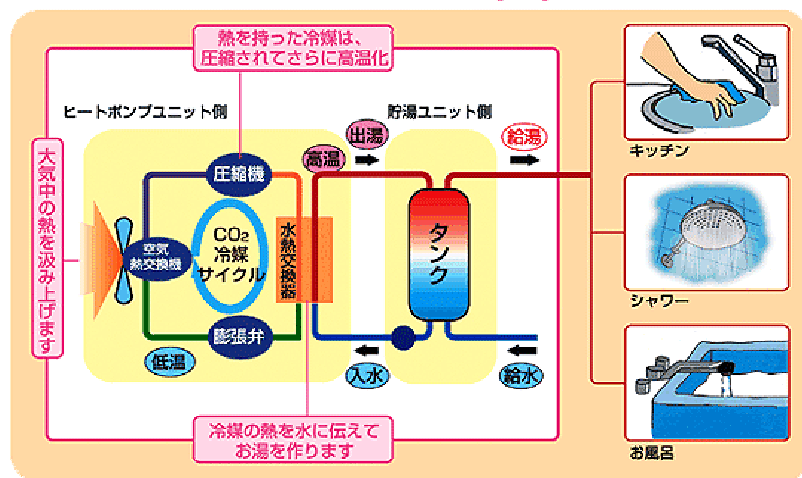 熱を持った冷媒は、
圧縮されてさらに高温化
ヒートポンプユニット側
貯湯ユニット側
大気中の熱を汲み上げます
圧縮機
高温
出湯
給湯
空気
熱交換機
CO₂
冷媒
サイクル
水熱交換器
タンク
膨張弁
低温
入水
給水
冷媒の熱を水に伝えて
お湯を作ります
キッチン
シャワー
お風呂